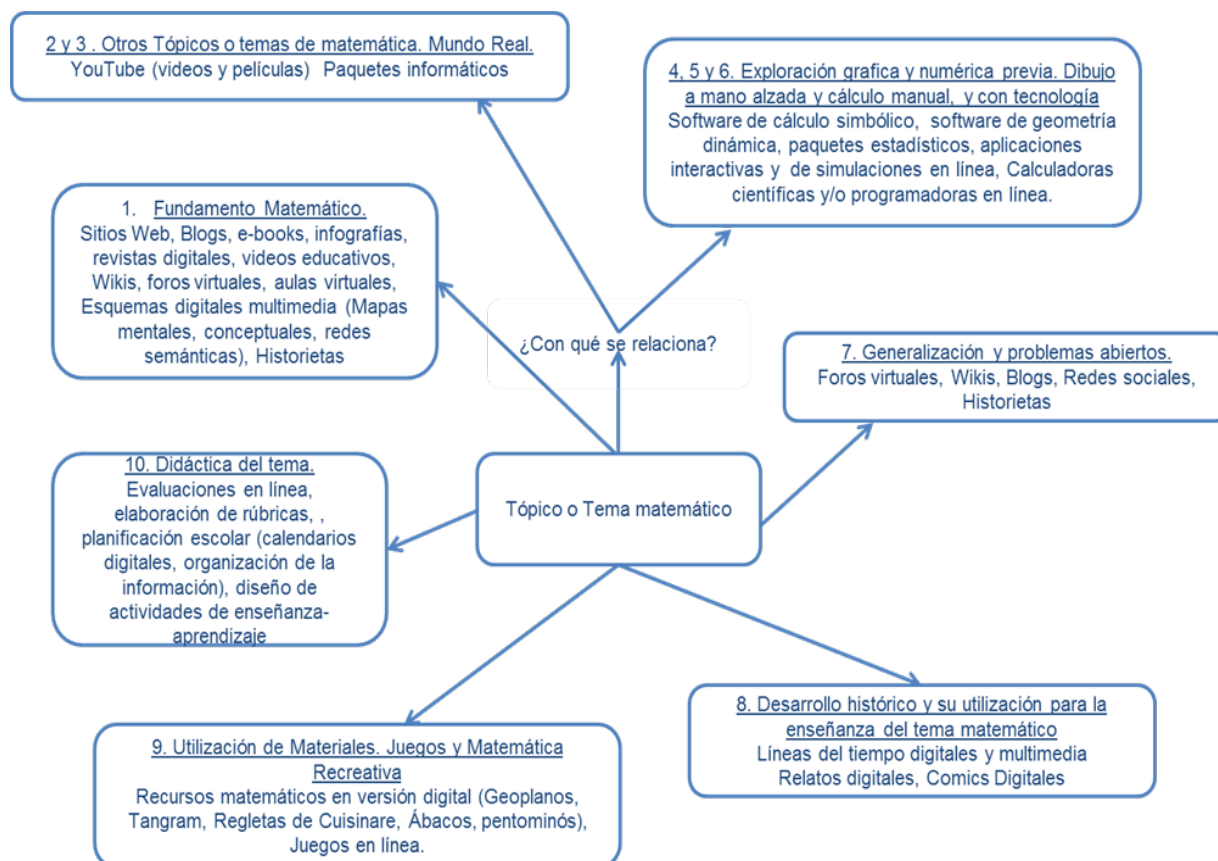 2 y 3 . Otros Tópicos o temas de matemática. Mundo Real.
YouTube (videos y películas) Paquetes informáticos
4, 5 y 6. Exploración grafica y numérica previa. Dibujo
a mano alzada y cálculo manual, y con tecnología
Software de cálculo simbólico, software de geometría
dinámica, paquetes estadísticos, aplicaciones
interactivas y de simulaciones en línea, Calculadoras
científicas y/o programadoras en línea.
1. Fundamento Matemático.
Sitios Web, Blogs, e-books, infografías,
revistas digitales, videos educativos,
Wikis, foros virtuales, aulas virtuales,
Esquemas digitales multimedia (Mapas
mentales, conceptuales, redes
semánticas), Historietas
¿Con qué se relaciona?
7. Generalización y problemas abiertos.
Foros virtuales, Wikis, Blogs, Redes sociales,
Historietas
10. Didáctica del tema.
Evaluaciones en línea,
elaboración de rúbricas, ,
planificación escolar (calendarios
digitales, organización de la
información), diseño de
actividades de enseñanza-
aprendizaje
Tópico o Tema matemático
8. Desarrollo histórico y su utilización para la
enseñanza del tema matemático
Líneas del tiempo digitales y multimedia
Relatos digitales, Comics Digitales
9. Utilización de Materiales. Juegos y Matemática
Recreativa
Recursos matemáticos en versión digital (Geoplanos,
Tangram, Regletas de Cuisinare, Ábacos, pentominós),
Juegos en línea.